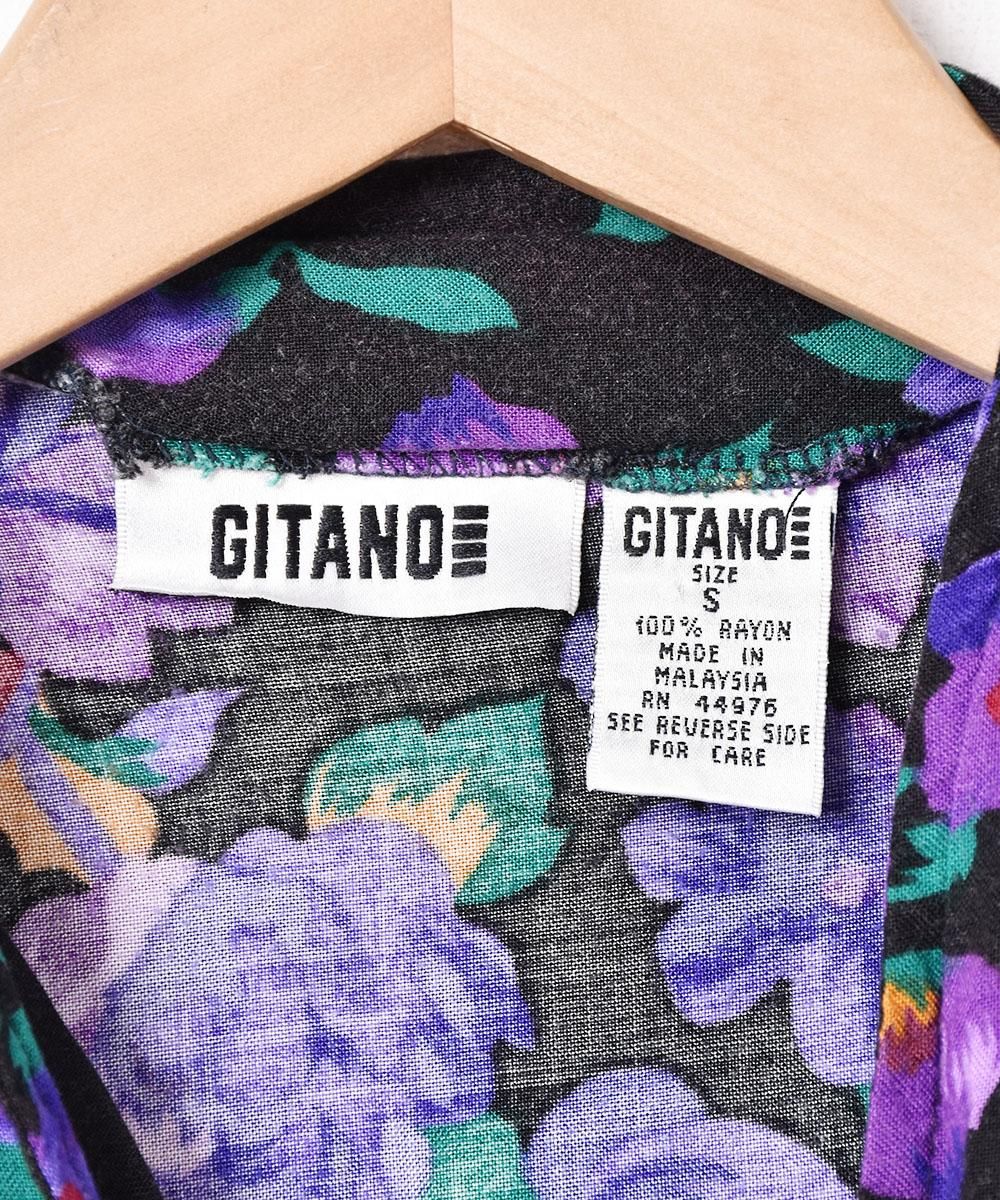 GITANO
GITANO
SIZE
S
100% RAYON
MADE IN
MALAYSIA
RN 44976
SEE REVERSE SIDE
FOR CARE